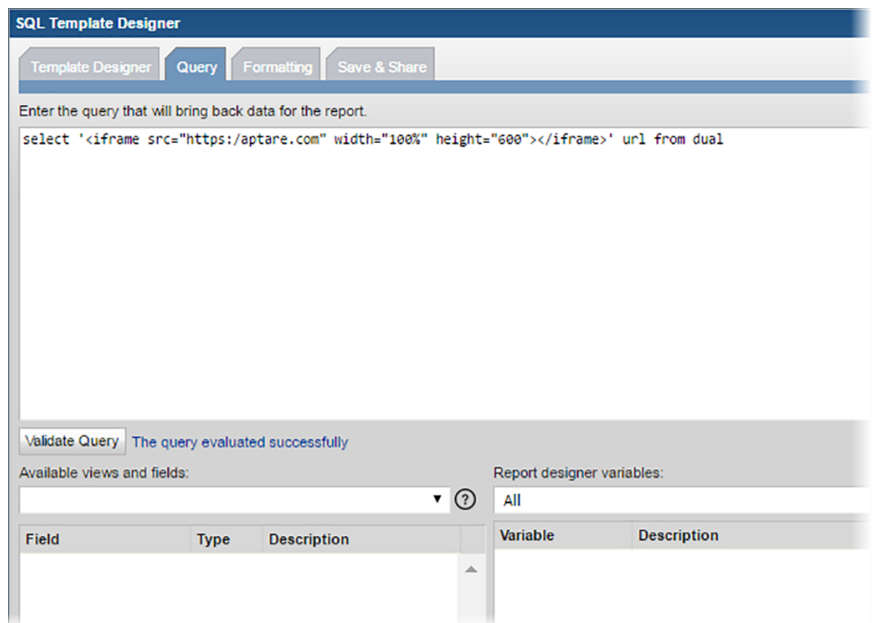 SQL Template Designer
Template Designer Query Formatting Save & Share
Enter the query that will bring back data for the report.
select '<iframe src="https:/aptare.com" width="100%" height="600"></iframe>' url from dual
Validate Query The query evaluated successfully
Available views and fields: Report designer variables:
? All
Field Type Description Variable Description